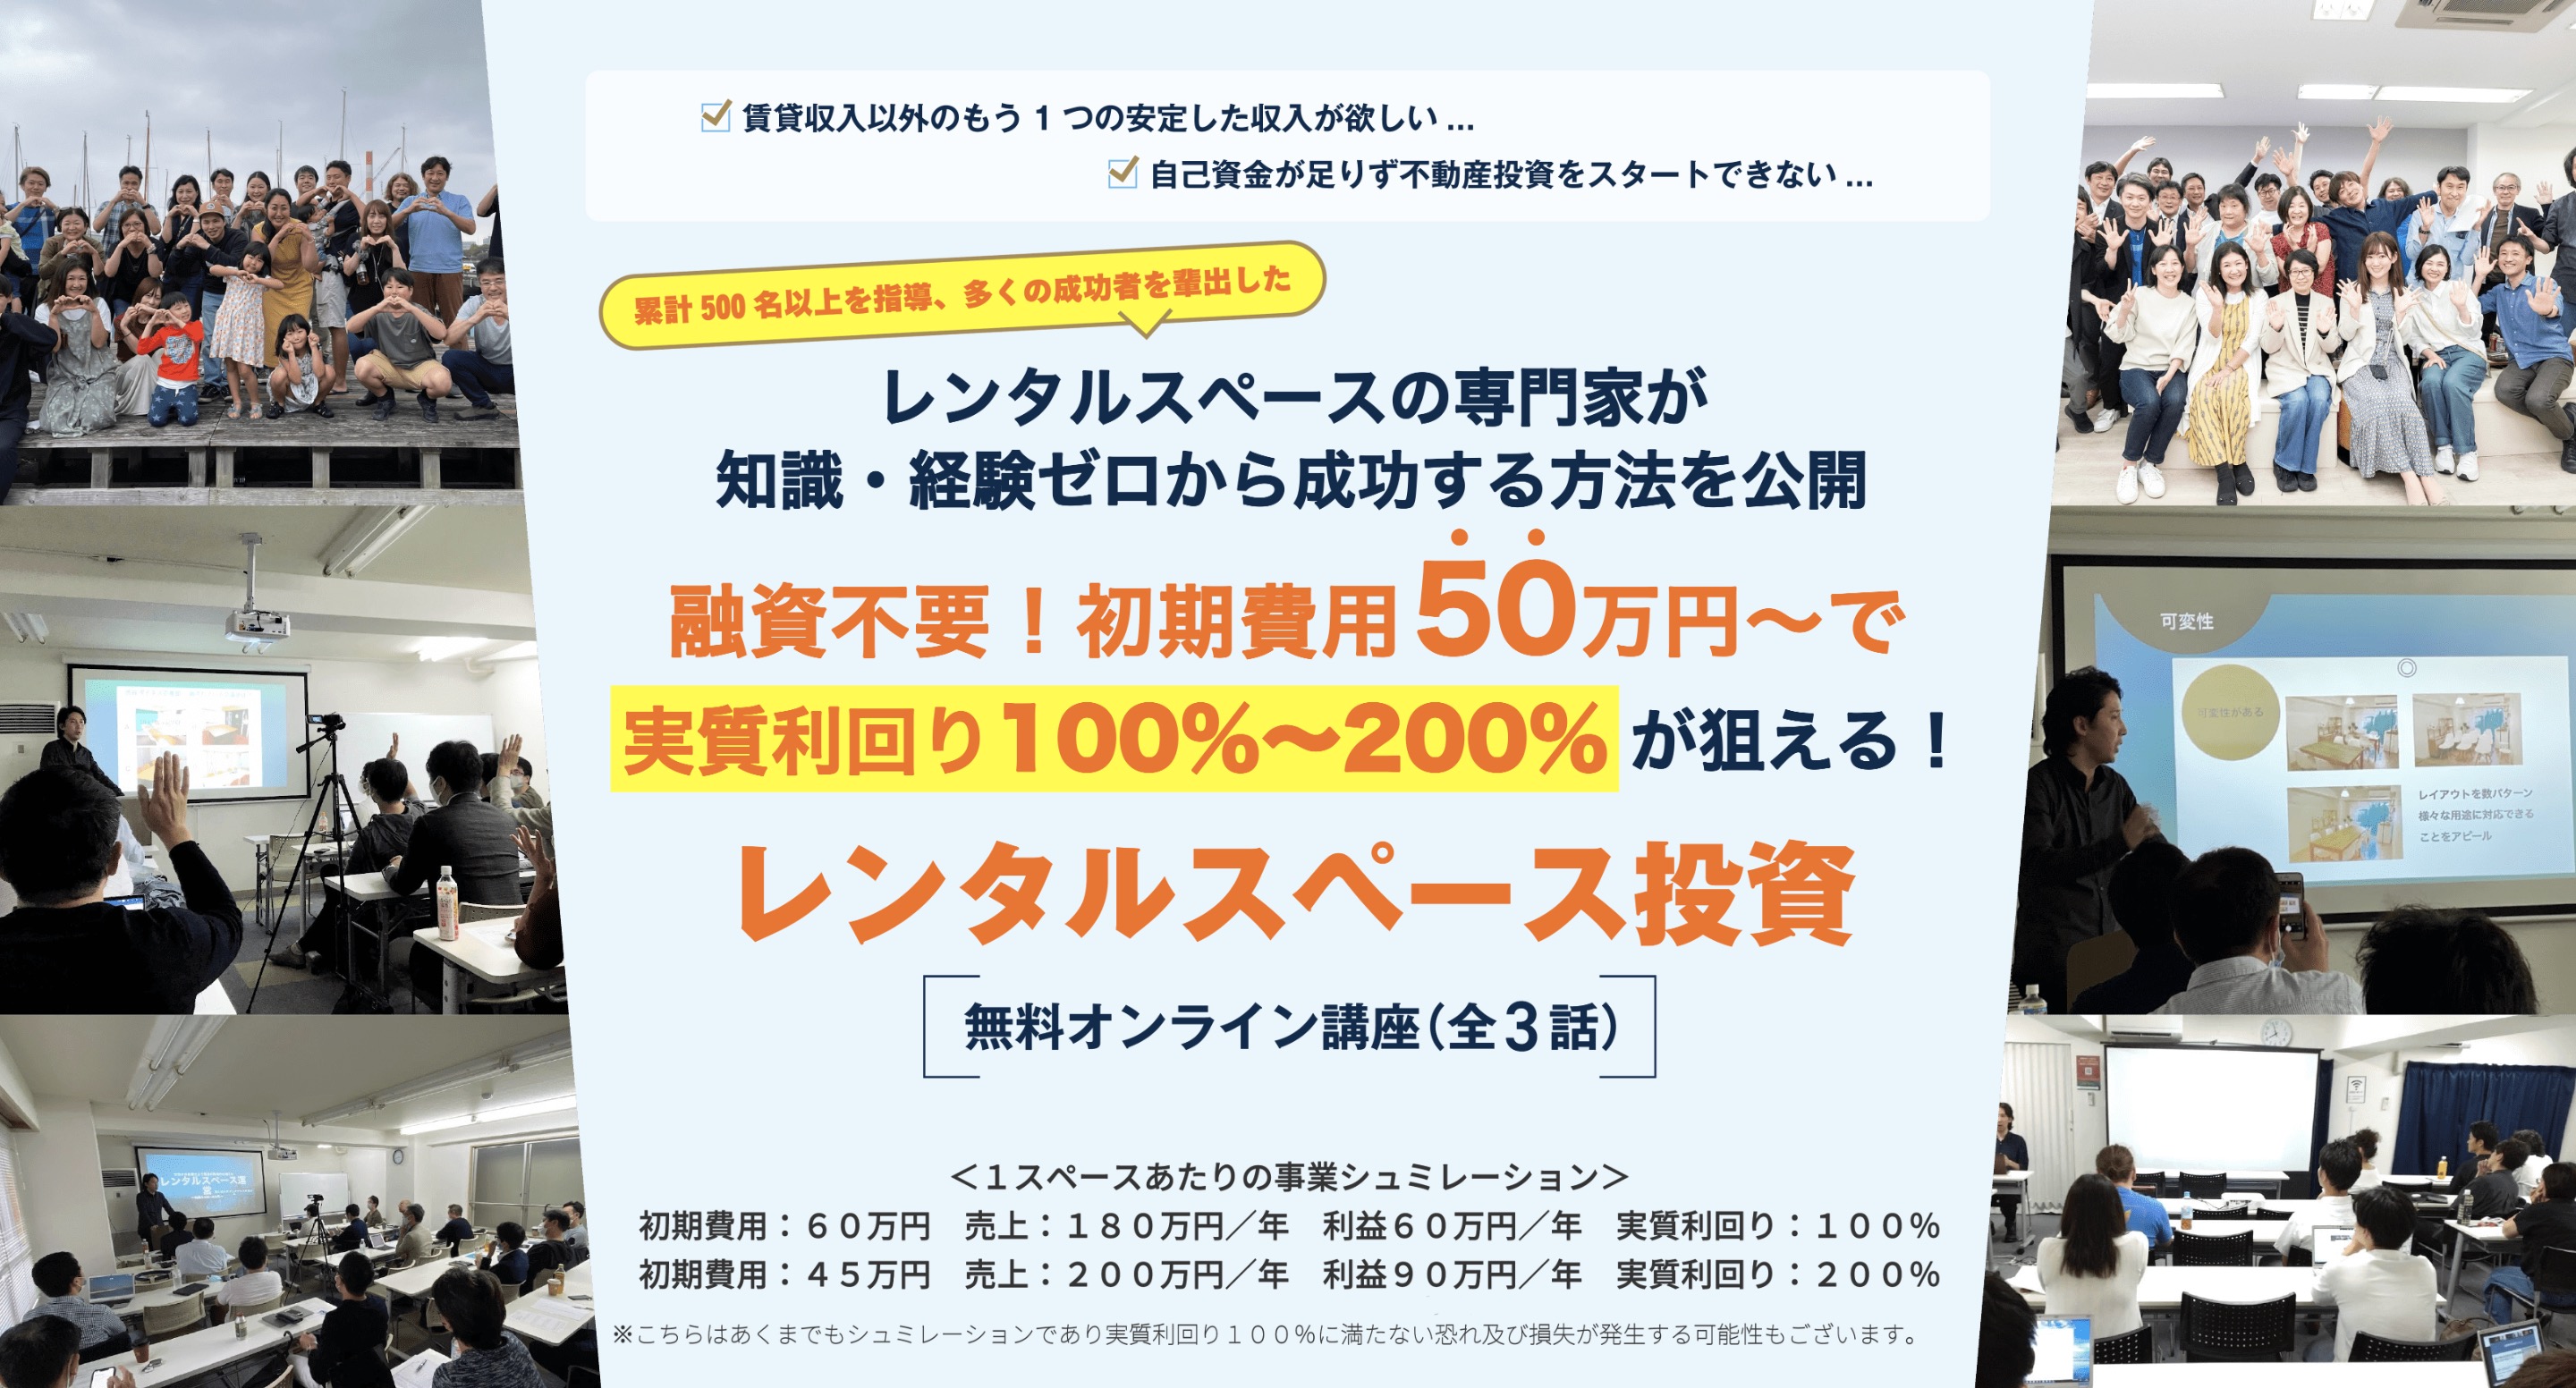 賃貸収入以外のもう1つの安定した収入が欲しい...
自己資金が足りず不動産投資をスタートできない...
累計500名以上を指導、多くの成功者を輩出した
レンタルスペースの専門家が
知識・経験ゼロから成功する方法を公開
融資不要！初期費用50万円〜で
実質利回り100%〜200%が狙える！
レンタルスペース投資
無料オンライン講座(全3話)
＜１スペースあたりの事業シュミレーション＞
初期費用：６０万円　売上：１８０万円／年　利益６０万円／年　実質利回り：１００％
初期費用：４５万円　売上：２００万円／年　利益９０万円／年　実質利回り：２００％
※こちらはあくまでもシュミレーションであり実質利回り１００％に満たない恐れ及び損失が発生する可能性もございます。
可変性
可変性がある
レイアウトを数パターン
様々な用途に対応できる
ことをアピール
レンタルスペース運
営